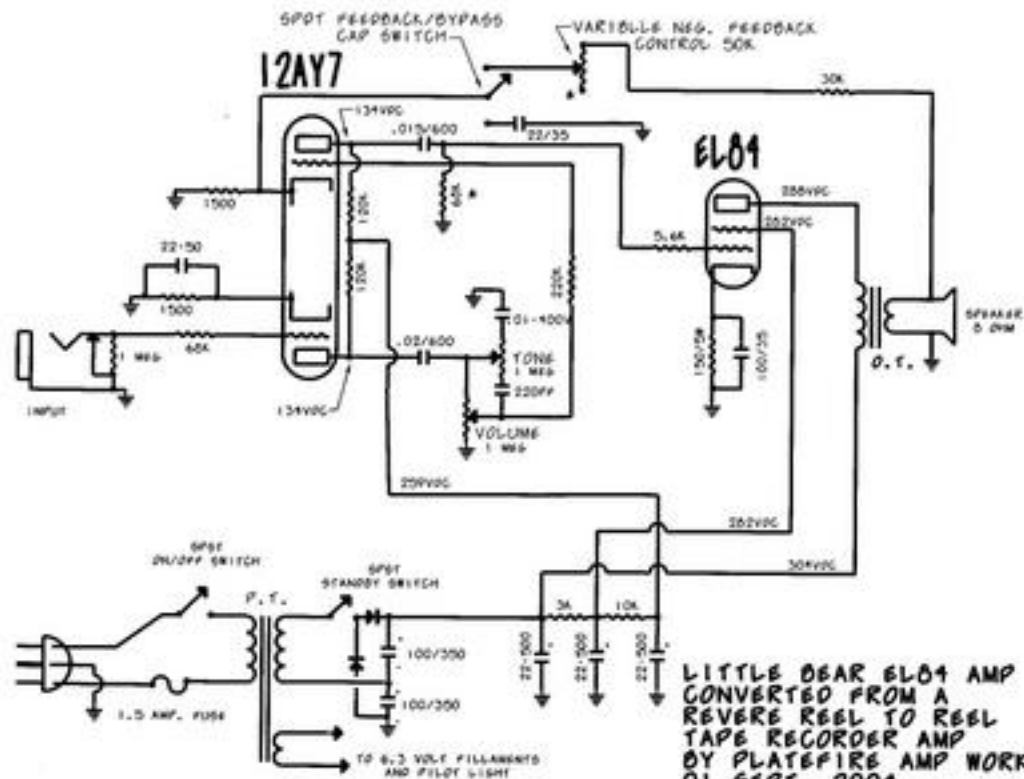 SPDT FEEDBACK/BYPASS
CAP SWITCH
VARIBLLE NEG. FEEDBACK
CONTROL 50K
12AY7
30K
134VDC
.015/600
22/35
EL84
*
1500
120K
68K *
288VDC
282VDC
5.6K
22-50
120K
220K
1500
.01-400V
SPEAKER
8 OHM
68K
.02/600
1 MEG
TONE
1 MEG
150/5W
100/35
O.T.
220PF
INPUT
134VDC
VOLUME
1 MEG
259VDC
282VDC
304VDC
SPST
ON/OFF SWITCH
SPST
STANDBY SWITCH
P.T.
3K
10K
100/350
22-500
22-500
22-500
100/350
1.5 AMP. FUSE
TO 6.3 VOLT FILLAMENTS
AND PILOT LIGHT
LITTLE BEAR EL84 AMP
CONVERTED FROM A
REVERE REEL TO REEL
TAPE RECORDER AMP
BY PLATEFIRE AMP WORK